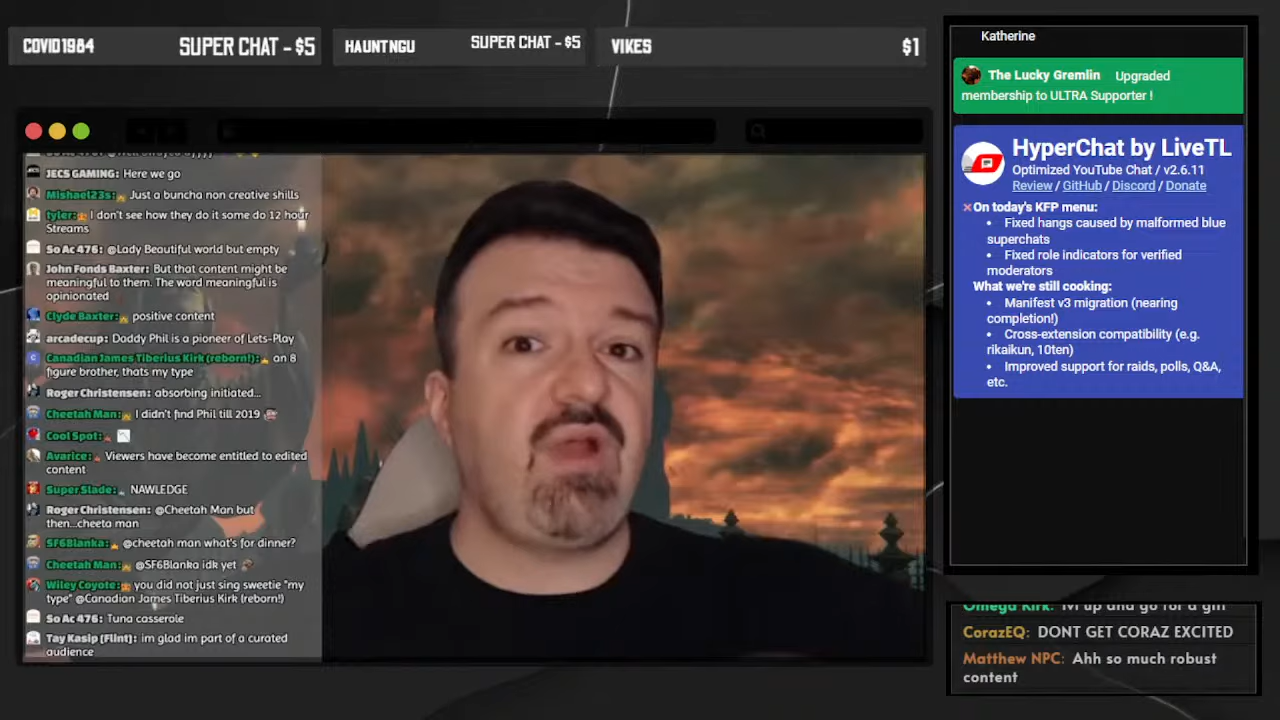 COVID1984 SUPER CHAT - $5
HAUNTNGU SUPER CHAT - $5
VIKES $1
JECS GAMING: Here we go
Mishael23s: Just a buncha non creative shills
tyler: I don't see how they do it some do 12 hour
Streams
So Ac 476: @Lady Beautiful world but empty
John Fonds Baxter: But that content might be
meaningful to them. The word meaningful is
opinionated
Clyde Baxter: positive content
arcadecup: Daddy Phil is a pioneer of Lets-Play
Canadian James Tiberius Kirk (reborn!): an 8
figure brother, thats my type
Roger Christensen: absorbing initiated...
Cheetah Man: I didn't find Phil till 2019
Cool Spot:
Avarice: Viewers have become entitled to edited
content
Super Slade: NAWLEDGE
Roger Christensen: @Cheetah Man but
then...cheeta man
SF6Blanka: @cheetah man what's for dinner?
Cheetah Man: @SF6Blanka idk yet
Wiley Coyote: you did not just sing sweetie "my
type" @Canadian James Tiberius Kirk (reborn!)
So Ac 476: Tuna casserole
Tay Kasip (Flint): im glad im part of a curated
audience
Katherine
The Lucky Gremlin Upgraded
membership to ULTRA Supporter !
HyperChat by LiveTL
Optimized YouTube Chat / v2.6.11
Review / GitHub / Discord / Donate
On today's KFP menu:
• Fixed hangs caused by malformed blue
superchats
• Fixed role indicators for verified
moderators
What we're still cooking:
• Manifest v3 migration (nearing
completion!)
• Cross-extension compatibility (e.g.
rikaikun, 10ten)
• Improved support for raids, polls, Q&A,
etc.
Omega Kirk: lvl up and go for a girl
CorazEQ: DONT GET CORAZ EXCITED
Matthew NPC: Ahh so much robust
content